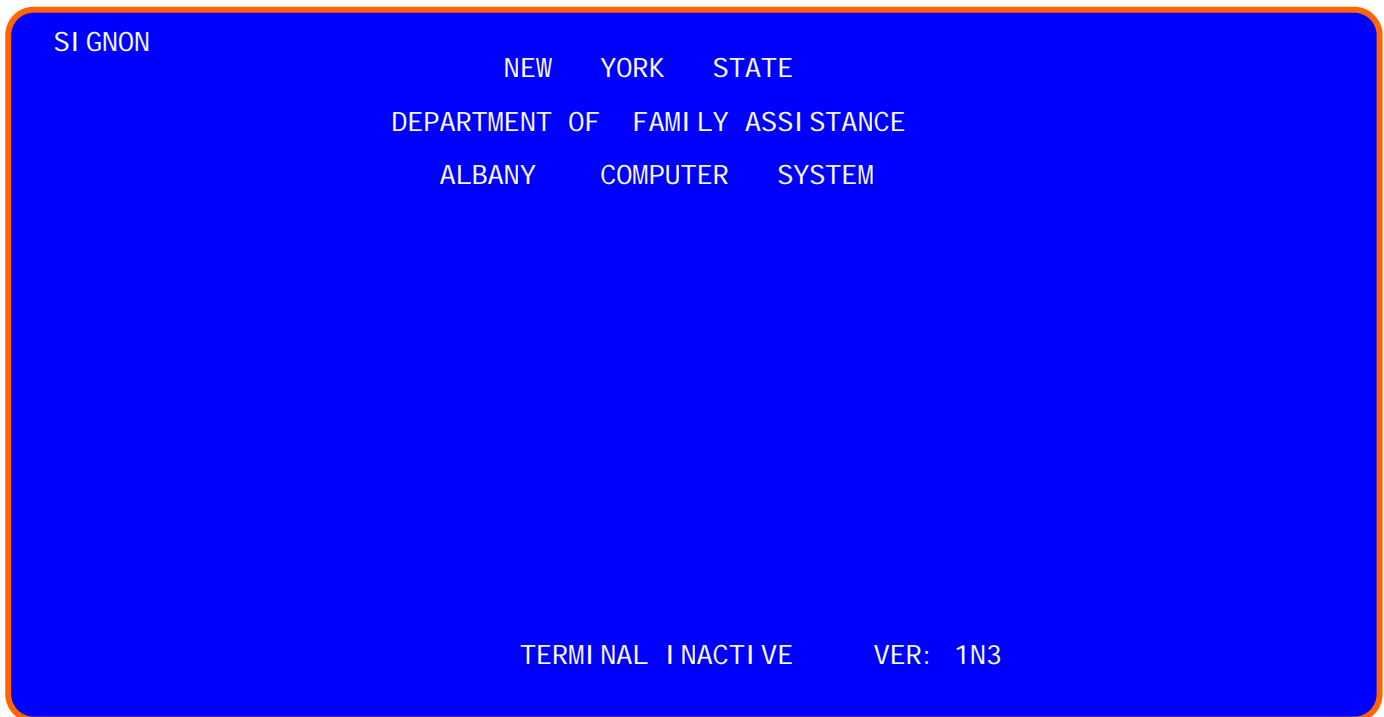 SIGNON
NEW YORK STATE
DEPARTMENT OF FAMILY ASSISTANCE
ALBANY COMPUTER SYSTEM
TERMINAL INACTIVE VER: 1N3